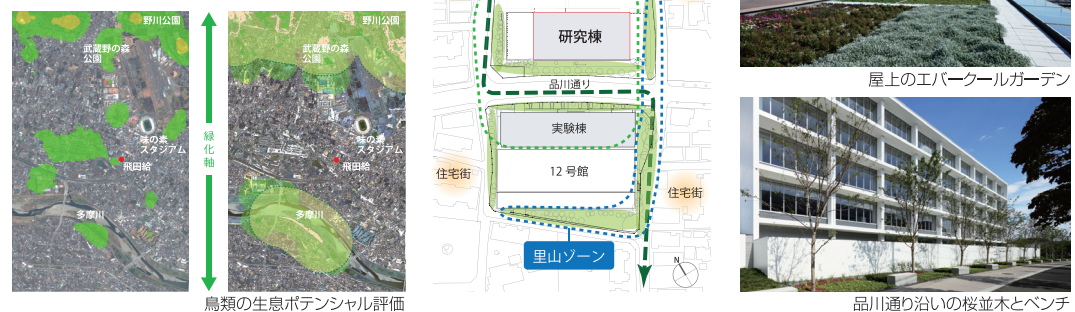 野川公園
武蔵野の森
公園
味の素
スタジアム
飛田給
多摩川
緑化軸
野川公園
武蔵野の森
公園
味の素
スタジアム
飛田給
多摩川
鳥類の生息ポテンシャル評価
研究棟
品川通り
実験棟
12号館
住宅街
住宅街
里山ゾーン
N
屋上のエバークールガーデン
品川通り沿いの桜並木とベンチ